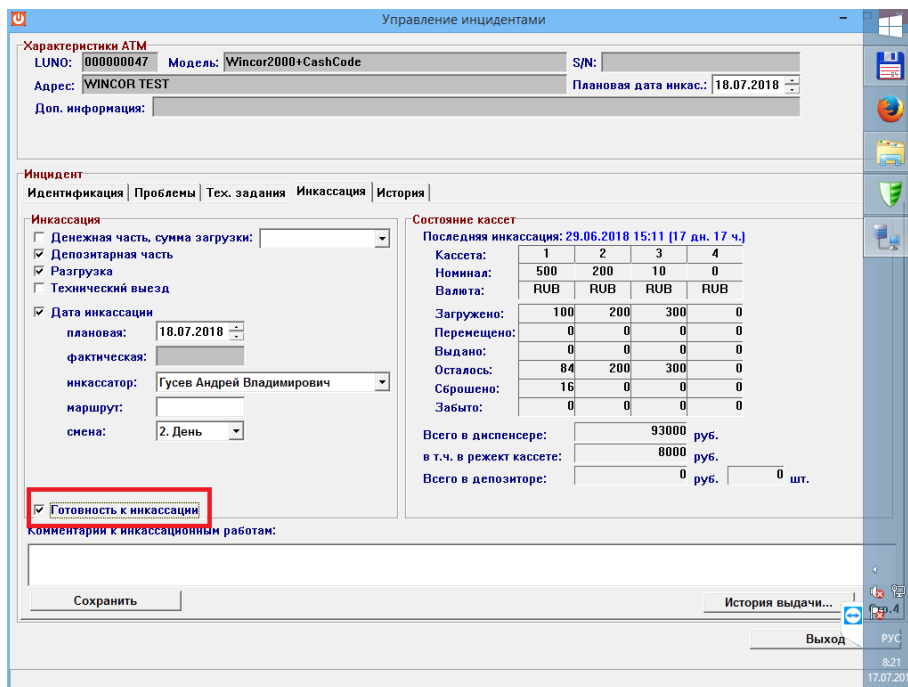 Управление инцидентами
Характеристики АТМ
LUNO: 000000047 Модель: Wincor2000+CashCode S/N:
Адрес: WINCOR TEST Плановая дата инкас.: 18.07.2018
Доп. информация:
Инцидент
Идентификация Проблемы Тех. задания Инкассация История
Инкассация
Денежная часть, сумма загрузки:
Депозитарная часть
Разгрузка
Технический выезд
Дата инкассации
плановая: 18.07.2018
фактическая:
инкассатор: Гусев Андрей Владимирович
маршрут:
смена: 2. День
Готовность к инкассации
Состояние кассет
Последняя инкассация: 29.06.2018 15:11 (17 дн. 17 ч.)
Кассета: 1 2 3 4
Номинал: 500 200 10 0
Валюта: RUB RUB RUB RUB
Загружено: 100 200 300 0
Перемещено: 0 0 0 0
Выдано: 0 0 0 0
Осталось: 84 200 300 0
Сброшено: 16 0 0 0
Забыто: 0 0 0 0
Всего в диспенсере: 93000 руб.
в т.ч. в режект кассете: 8000 руб.
Всего в депозиторе: 0 руб. 0 шт.
Комментарии к инкассационным работам:
Сохранить
История выдачи...
Стр.4
Выход
РУС
8:21
17.07.201
64